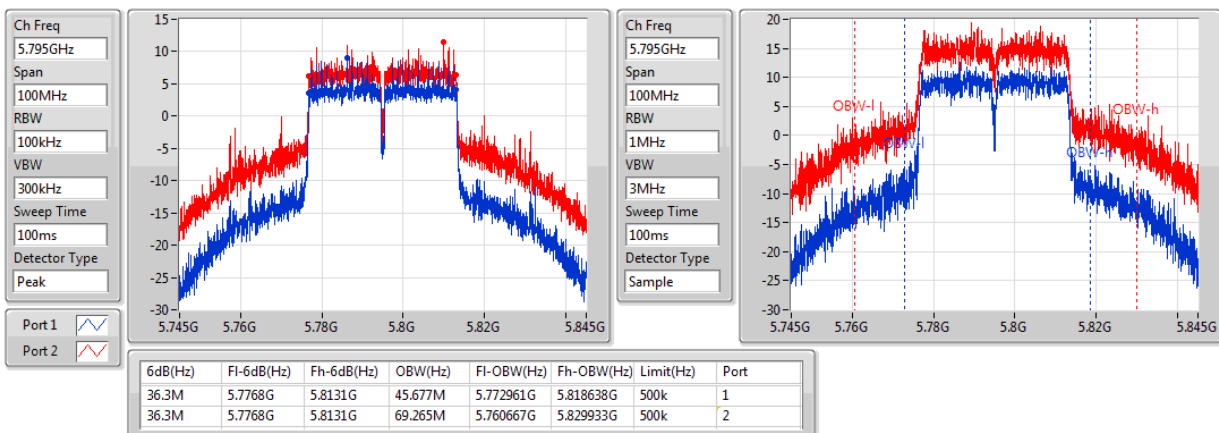 Ch Freq
5.795GHz
Span
100MHz
RBW
100kHz
VBW
300kHz
Sweep Time
100ms
Detector Type
Peak
Port 1
Port 2
15
10
5
0
-5
-10
-15
-20
-25
-30
5.745G 5.76G 5.78G 5.8G 5.82G 5.845G
Ch Freq
5.795GHz
Span
100MHz
RBW
1MHz
VBW
3MHz
Sweep Time
100ms
Detector Type
Sample
20
15
10
5
0
-5
-10
-15
-20
-25
-30
OBW-l
OBW-h
OBW-l
OBW-h
5.745G 5.76G 5.78G 5.8G 5.82G 5.845G
6dB(Hz) Fl-6dB(Hz) Fh-6dB(Hz) OBW(Hz) Fl-OBW(Hz) Fh-OBW(Hz) Limit(Hz) Port
36.3M 5.7768G 5.8131G 45.677M 5.772961G 5.818638G 500k 1
36.3M 5.7768G 5.8131G 69.265M 5.760667G 5.829933G 500k 2